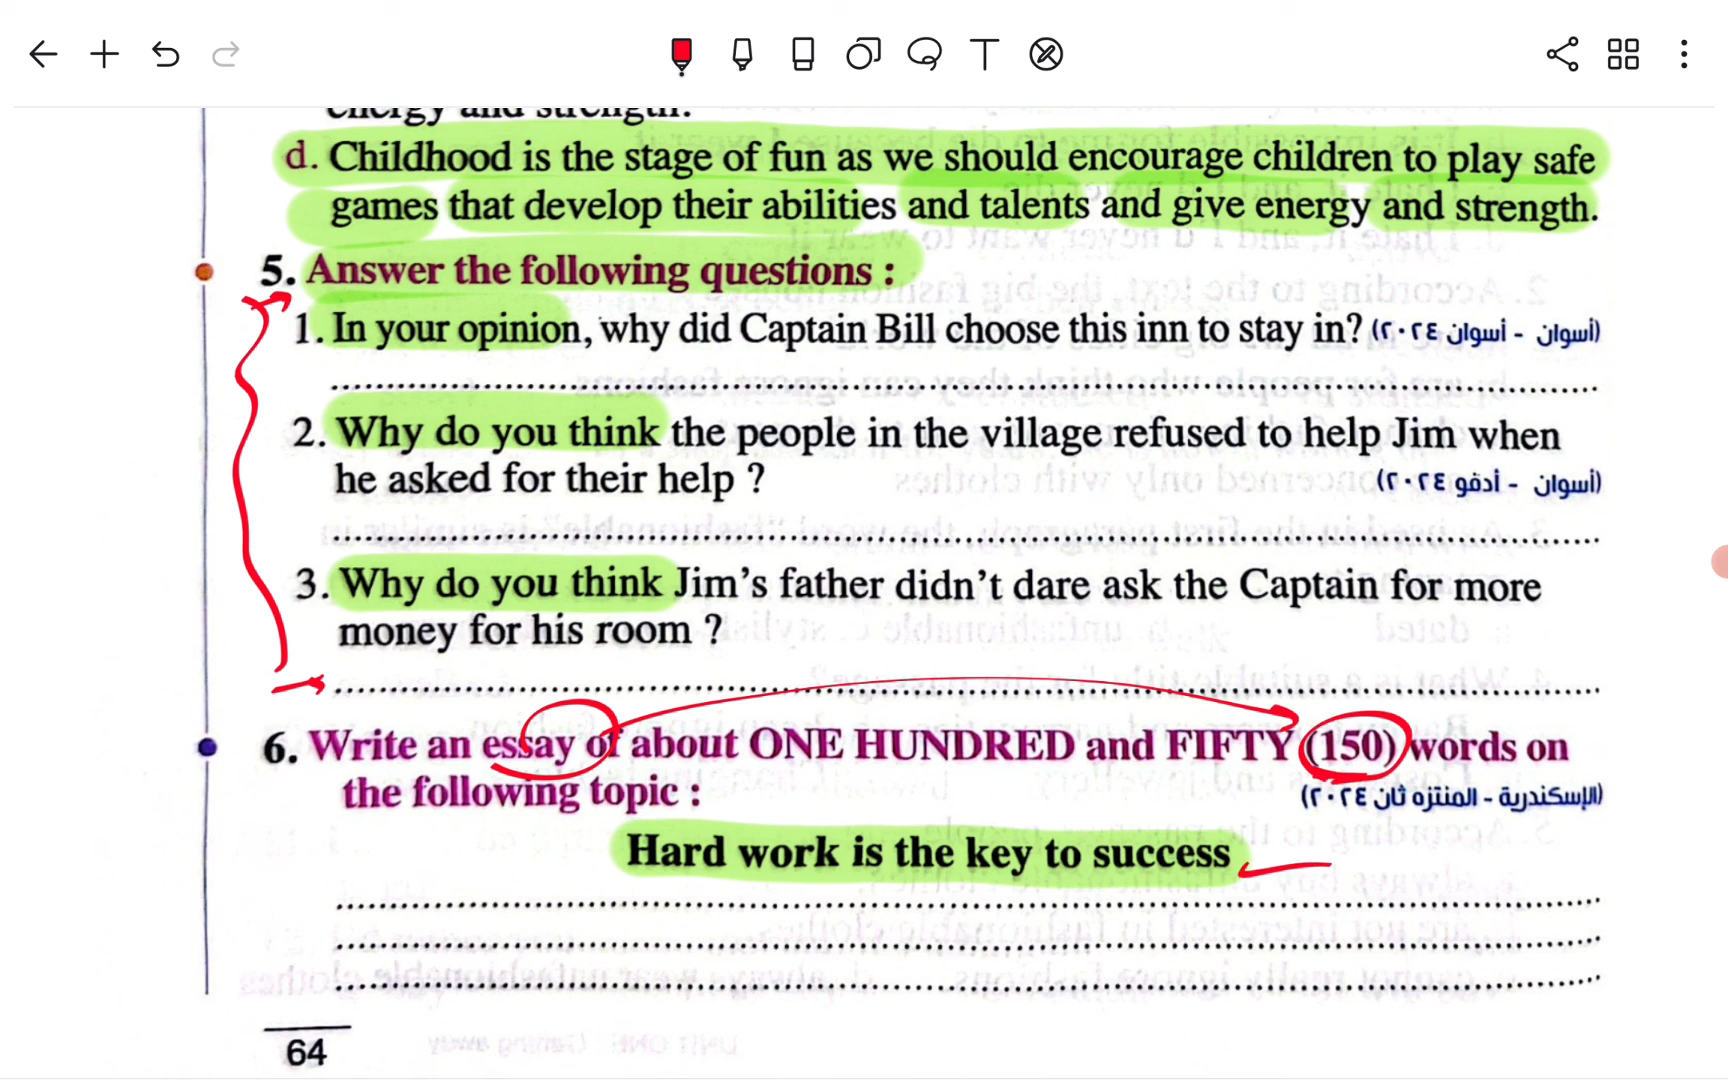 energy and strength.
d. Childhood is the stage of fun as we should encourage children to play safe
games that develop their abilities and talents and give energy and strength.
5. Answer the following questions :
1. In your opinion, why did Captain Bill choose this inn to stay in? (أسوان - أسوان ٢٠٢٤)
2. Why do you think the people in the village refused to help Jim when
he asked for their help ? (أسوان - أدفو ٢٠٢٤)
3. Why do you think Jim's father didn't dare ask the Captain for more
money for his room ?
6. Write an essay of about ONE HUNDRED and FIFTY (150) words on
the following topic : (الإسكندرية - المنتزه ثان ٢٠٢٤)
Hard work is the key to success
64